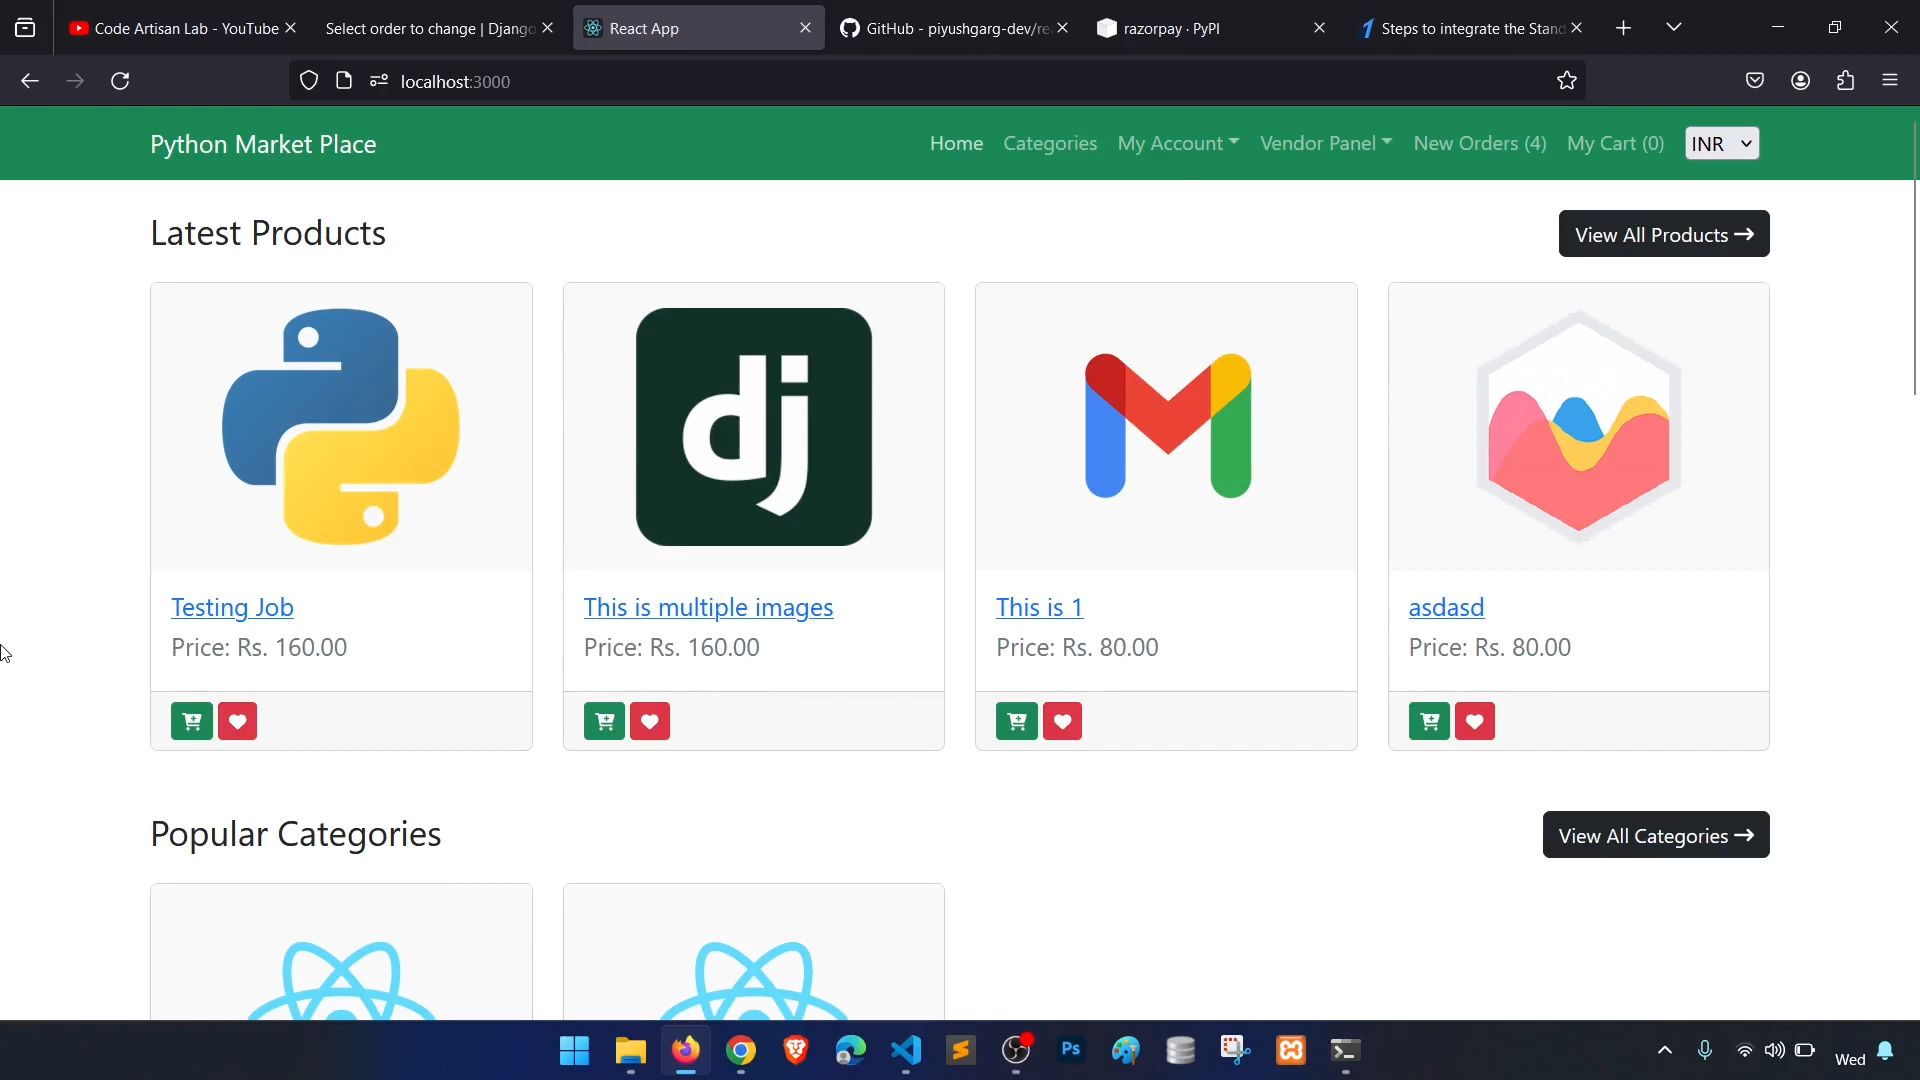 Code Artisan Lab - YouTube
Select order to change | Django
React App
GitHub - piyushgarg-dev/re
razorpay · PyPI
Steps to integrate the Stand
localhost:3000
Python Market Place
Home
Categories
My Account
Vendor Panel
New Orders (4)
My Cart (0)
INR
Latest Products
View All Products
dj
Testing Job
Price: Rs. 160.00
This is multiple images
Price: Rs. 160.00
This is 1
Price: Rs. 80.00
asdasd
Price: Rs. 80.00
Popular Categories
View All Categories
Ps
Wed